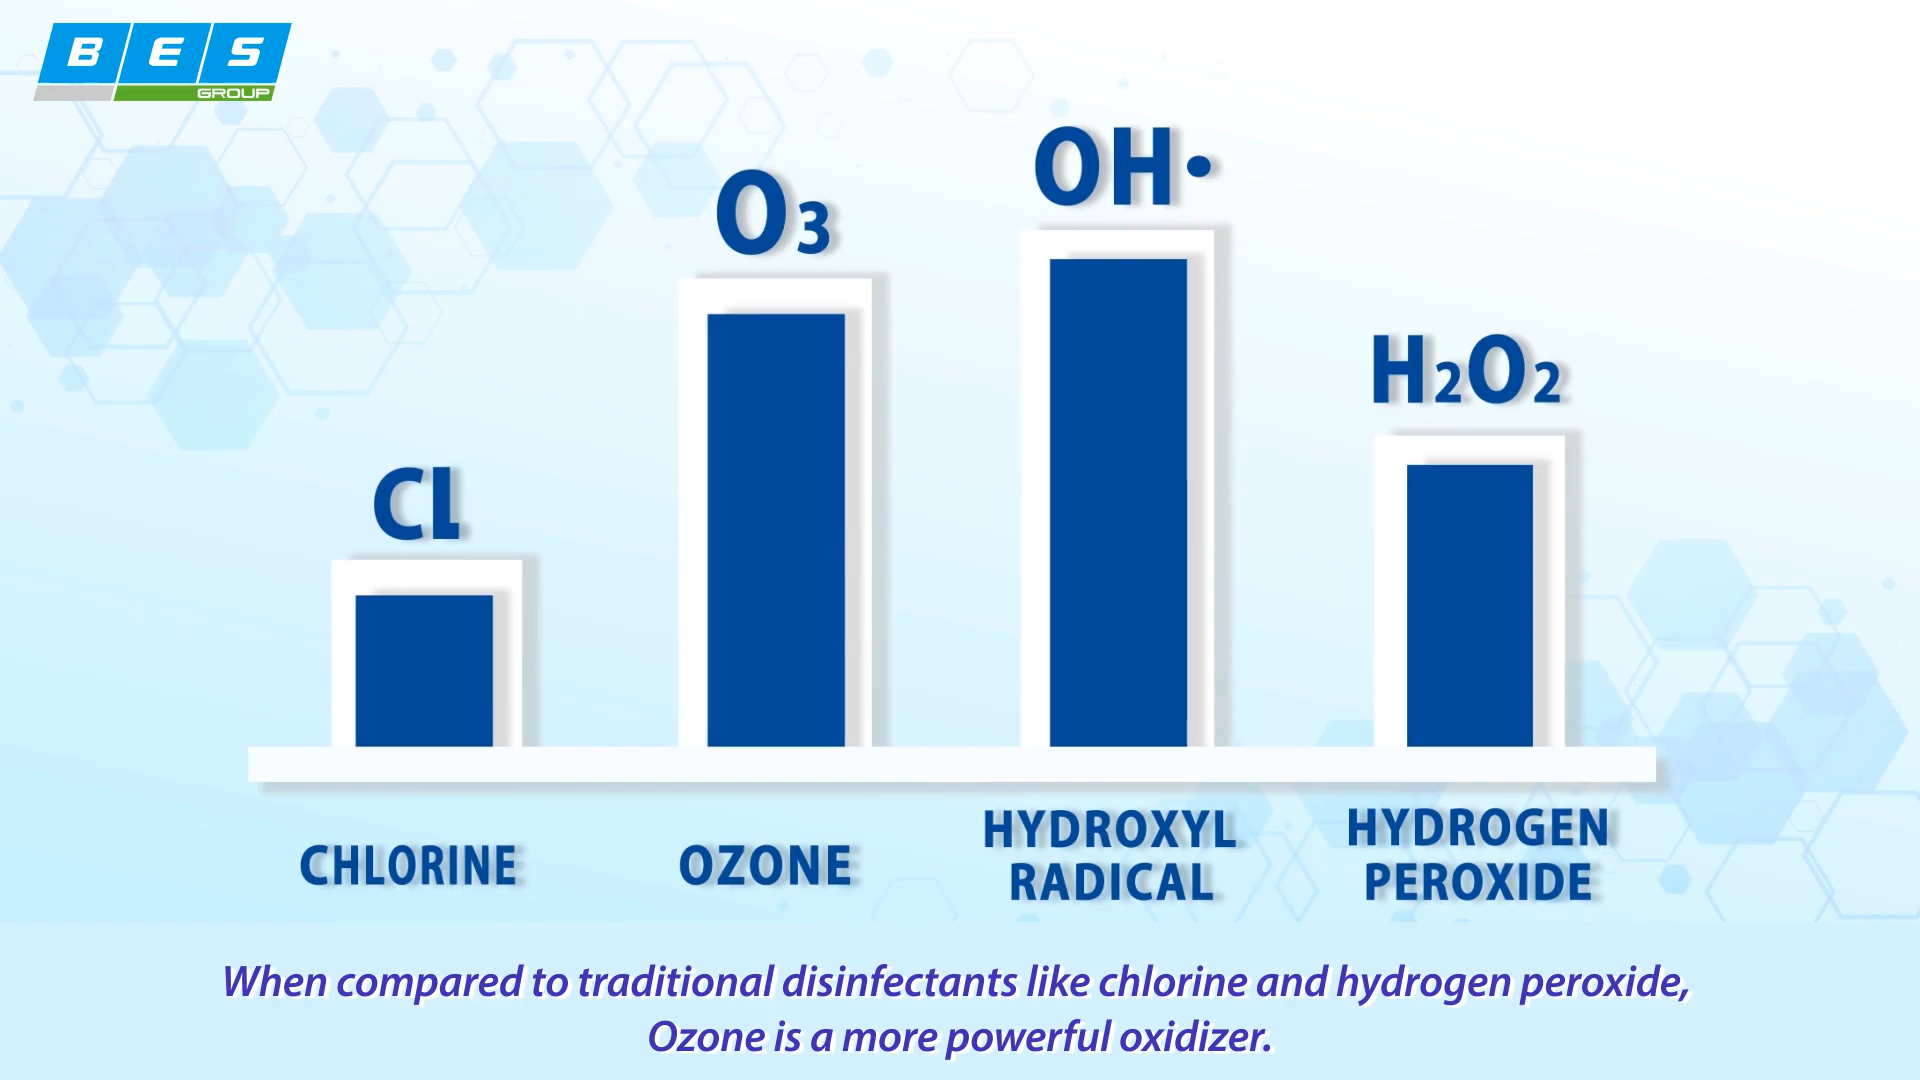 BES
GROUP
Cl
O3
OH•
H2O2
CHLORINE
OZONE
HYDROXYL
RADICAL
HYDROGEN
PEROXIDE
When compared to traditional disinfectants like chlorine and hydrogen peroxide,
Ozone is a more powerful oxidizer.